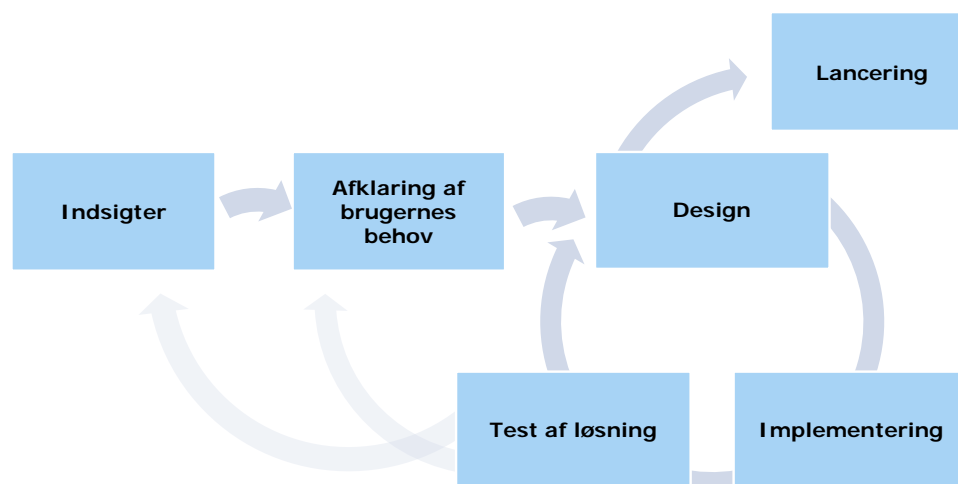 Lancering
Indsigter
Afklaring af
brugernes
behov
Design
Test af løsning
Implementering